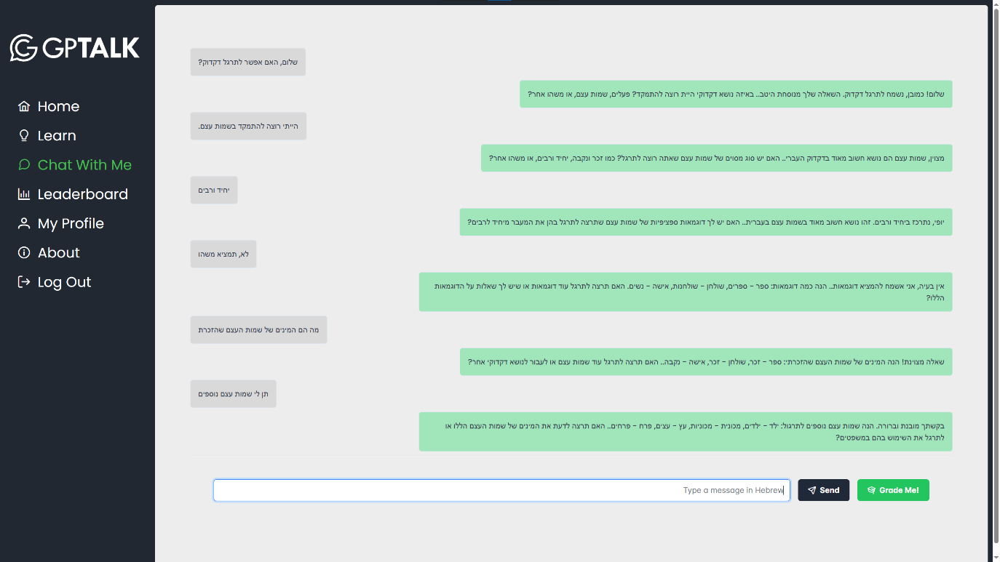 GPTALK
Home
Learn
Chat With Me
Leaderboard
My Profile
About
Log Out
שלום, האם אפשר לתרגל דקדוק?
שלום! כמובן, נשמח לתרגל דקדוק. השאלה שלך מנוסחת היטב.. באיזה נושא דקדוקי היית רוצה להתמקד? פעלים, שמות עצם, או משהו אחר?
הייתי רוצה להתמקד בשמות עצם.
מצוין, שמות עצם הם נושא חשוב מאוד בדקדוק העברי.. האם יש סוג מסוים של שמות עצם שאתה רוצה לתרגל? כמו זכר ונקבה, יחיד ורבים, או משהו אחר?
יחיד ורבים
יופי, נתרכז ביחיד ורבים. זהו נושא חשוב מאוד בשמות עצם בעברית.. האם יש לך דוגמאות ספציפיות של שמות עצם שתרצה לתרגל בהן את המעבר מיחיד לרבים?
לא, תמציא משהו
אין בעיה, אני אשמח להמציא דוגמאות.. הנה כמה דוגמאות: ספר - ספרים, שולחן - שולחנות, אישה - נשים. האם תרצה לתרגל עוד דוגמאות או שיש לך שאלות על הדוגמאות
הללו?
מה הם המינים של שמות העצם שהזכרת
שאלה מצוינת! הנה המינים של שמות העצם שהזכרתי: ספר - זכר, שולחן - זכר, אישה - נקבה.. האם תרצה לתרגל עוד שמות עצם או לעבור לנושא דקדוקי אחר?
תן לי שמות עצם נוספים
בקשתך מובנת וברורה. הנה שמות עצם נוספים לתרגול: ילד - ילדים, מכונית - מכוניות, עץ - עצים, פרח - פרחים.. האם תרצה לדעת את המינים של שמות העצם הללו או
לתרגל את השימוש בהם במשפטים?
Type a message in Hebrew
Send
Grade Me!